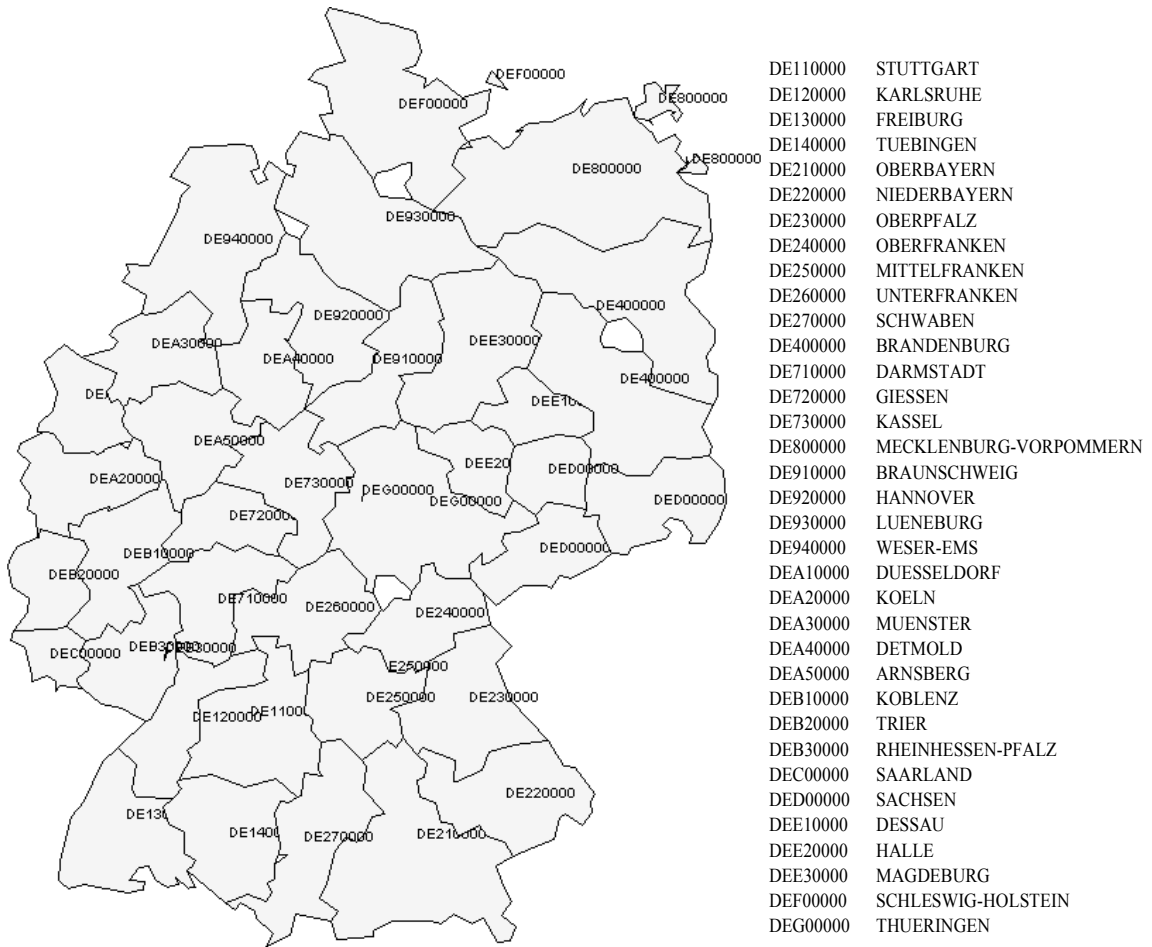 DEF00000
DEF00000
DE800000
DE800000
DE800000
DE930000
DE940000
DE400000
DE920000
DEA30000
DEA40000
DE910000
DEE30000
DE400000
DEA50000
DEE20
DED00000
DEA20000
DE730000
DEG00000
DEG00000
DED00000
DE72000
DEB10000
DED00000
DEB20000
DE710000
DE260000
DE240000
DEC00000
DE250000
DE230000
DE120000
DE1100
DE220000
DE130
DE1400
DE270000
DE210000
DE110000 STUTTGART
DE120000 KARLSRUHE
DE130000 FREIBURG
DE140000 TUEBINGEN
DE210000 OBERBAYERN
DE220000 NIEDERBAYERN
DE230000 OBERPFALZ
DE240000 OBERFRANKEN
DE250000 MITTELFRANKEN
DE260000 UNTERFRANKEN
DE270000 SCHWABEN
DE400000 BRANDENBURG
DE710000 DARMSTADT
DE720000 GIESSEN
DE730000 KASSEL
DE800000 MECKLENBURG-VORPOMMERN
DE910000 BRAUNSCHWEIG
DE920000 HANNOVER
DE930000 LUENEBURG
DE940000 WESER-EMS
DEA10000 DUESSELDORF
DEA20000 KOELN
DEA30000 MUENSTER
DEA40000 DETMOLD
DEA50000 ARNSBERG
DEB10000 KOBLENZ
DEB20000 TRIER
DEB30000 RHEINHESSEN-PFALZ
DEC00000 SAARLAND
DED00000 SACHSEN
DEE10000 DESSAU
DEE20000 HALLE
DEE30000 MAGDEBURG
DEF00000 SCHLESWIG-HOLSTEIN
DEG00000 THUERINGEN